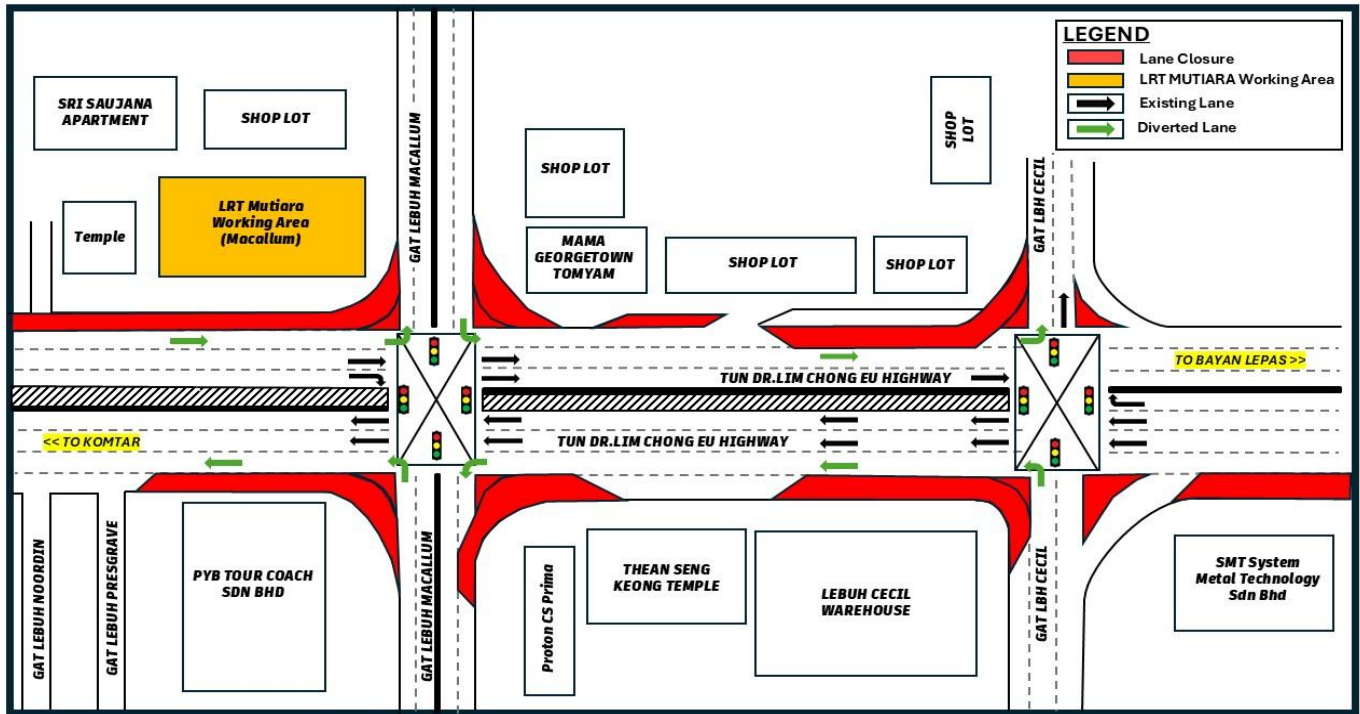 LEGEND
Lane Closure
LRT MUTIARA Working Area
Existing Lane
Diverted Lane
SRI SAUJANA
APARTMENT
SHOP LOT
GAT LEBUH MACALLUM
SHOP LOT
SHOP
LOT
GAT LBH CECIL
Temple
LRT Mutiara
Working Area
(Macallum)
MAMA
GEORGETOWN
TOMYAM
SHOP LOT
SHOP LOT
TO BAYAN LEPAS >>
TUN DR.LIM CHONG EU HIGHWAY
<< TO KOMTAR
TUN DR.LIM CHONG EU HIGHWAY
GAT LEBUH NOORDIN
GAT LEBUH PRESGRAVE
PYB TOUR COACH
SDN BHD
GAT LEBUH MACALLUM
Proton CS Prima
THEAN SENG
KEONG TEMPLE
LEBUH CECIL
WAREHOUSE
GAT LBH CECIL
SMT System
Metal Technology
Sdn Bhd